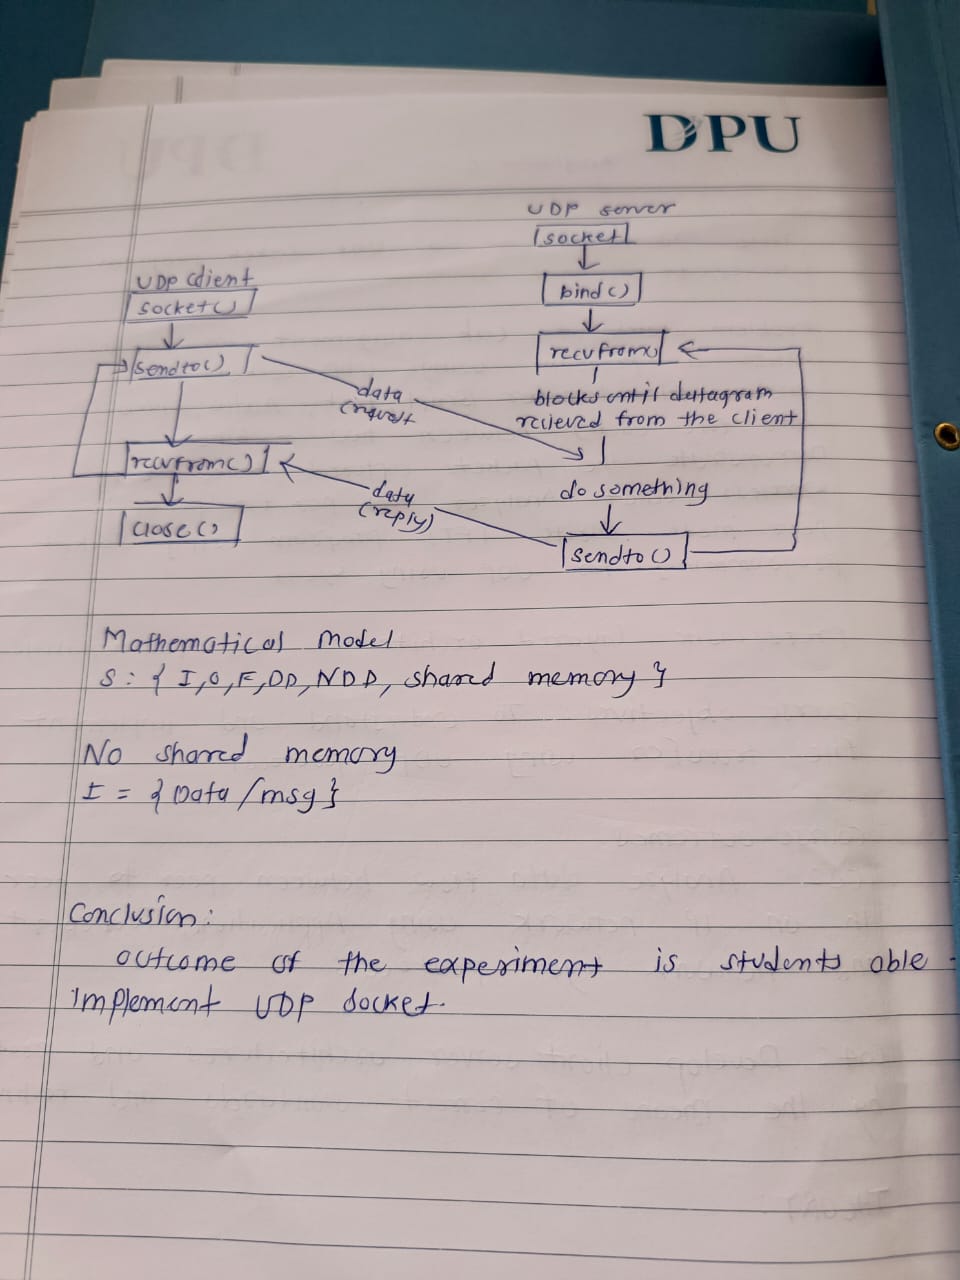 DPU
UDP server
socket
UDP client
socket()
bind()
sendto()
recvfrom()
data
(request)
blocks until dattagram
recieved from the client
recvfrom()
data
(reply)
do something
close()
sendto()
Mathematical model
S: { I,O,F,DD,NDD, shared memory }
No shared memory
I = { Data/msg }
Conclusion:
outcome of the experiment is students able
implement UDP socket.